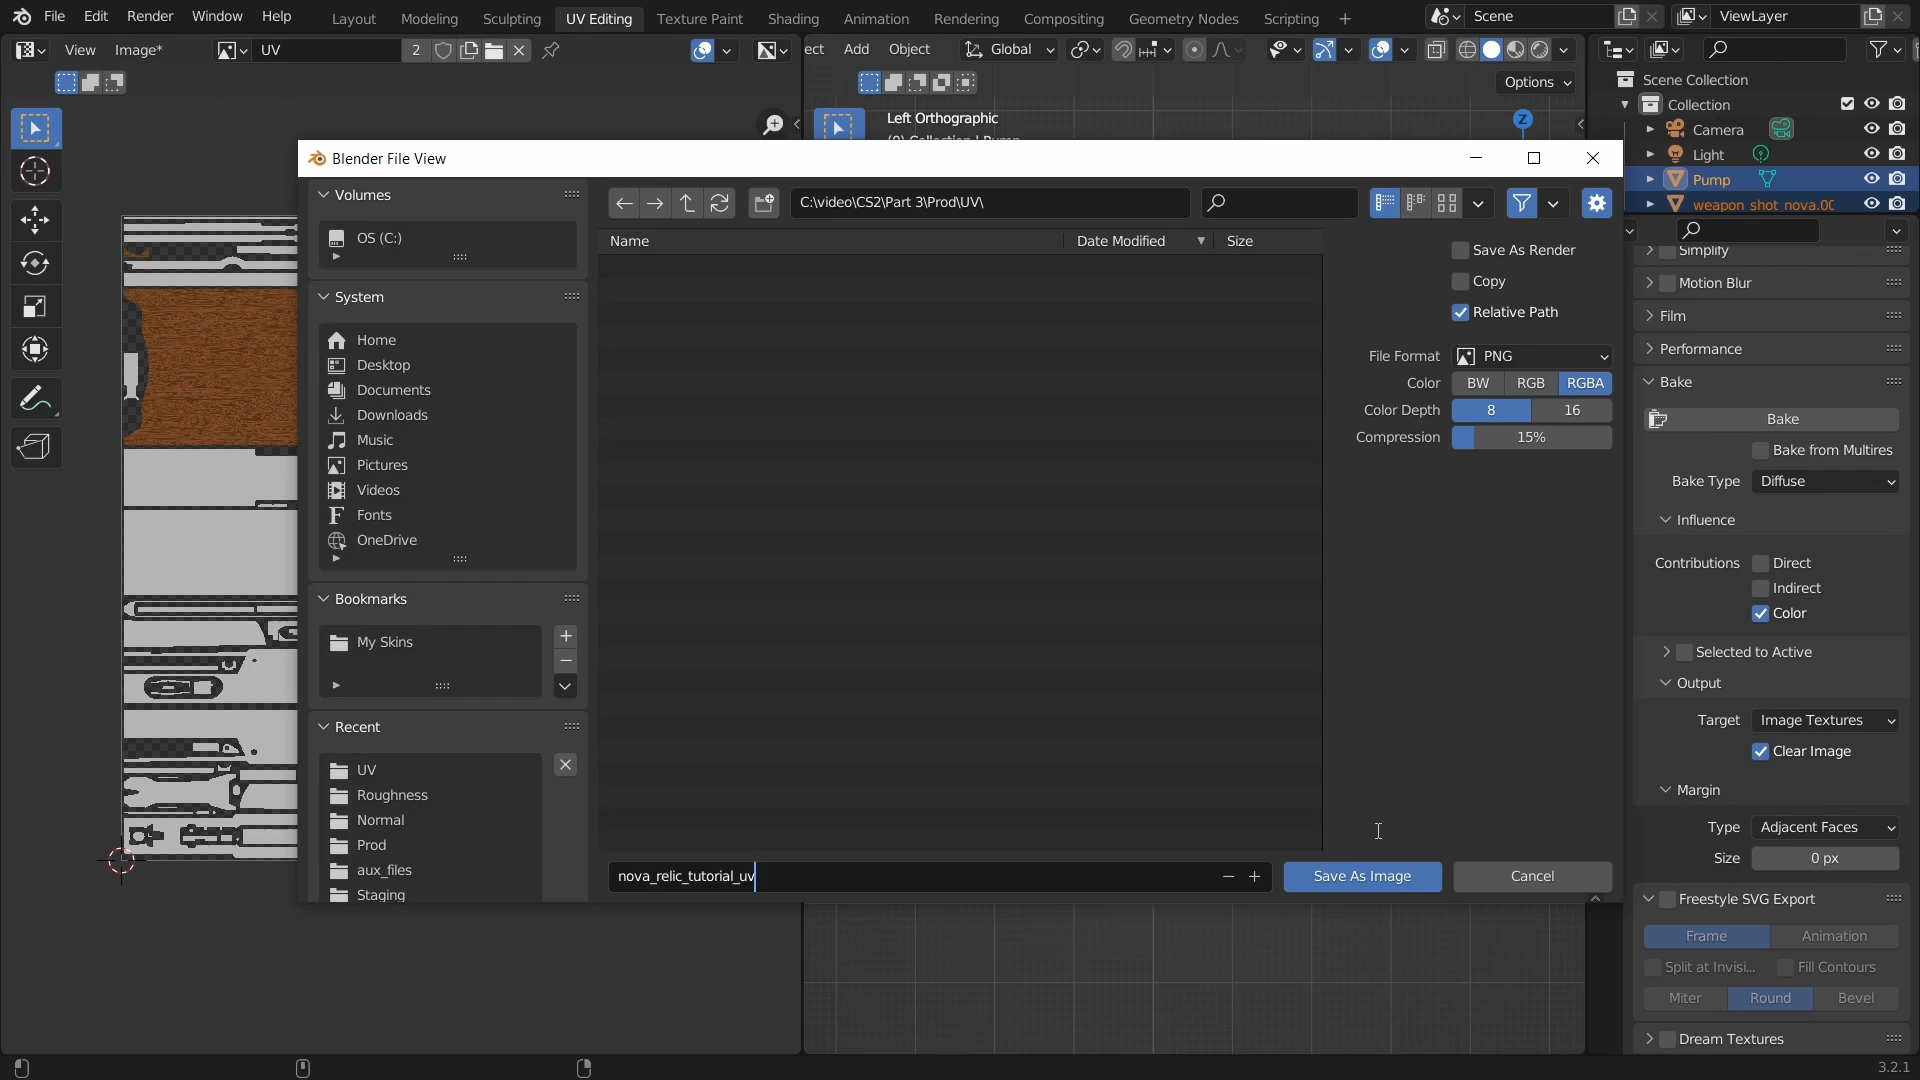 File Edit Render Window Help Layout Modeling Sculpting UV Editing Texture Paint Shading Animation Rendering Compositing Geometry Nodes Scripting + Scene ViewLayer
View Image* UV 2 ect Add Object Global
Options
Scene Collection
Left Orthographic Z Collection
Camera
Light
Pump
weapon_shot_nova.00
Blender File View
Volumes
C:\video\CS2\Part 3\Prod\UV\
OS (C:)
Name Date Modified Size
Save As Render
Copy
Relative Path
File Format PNG
Color BW RGB RGBA
Color Depth 8 16
Compression 15%
System
Home
Desktop
Documents
Downloads
Music
Pictures
Videos
F Fonts
OneDrive
Bookmarks
My Skins
Recent
UV
Roughness
Normal
Prod
aux_files
Staging
nova_relic_tutorial_uv
Save As Image Cancel
Simplify
Motion Blur
Film
Performance
Bake
Bake
Bake from Multires
Bake Type Diffuse
Influence
Contributions Direct
Indirect
Color
Selected to Active
Output
Target Image Textures
Clear Image
Margin
Type Adjacent Faces
Size 0 px
Freestyle SVG Export
Frame Animation
Split at Invisi... Fill Contours
Miter Round Bevel
Dream Textures
3.2.1